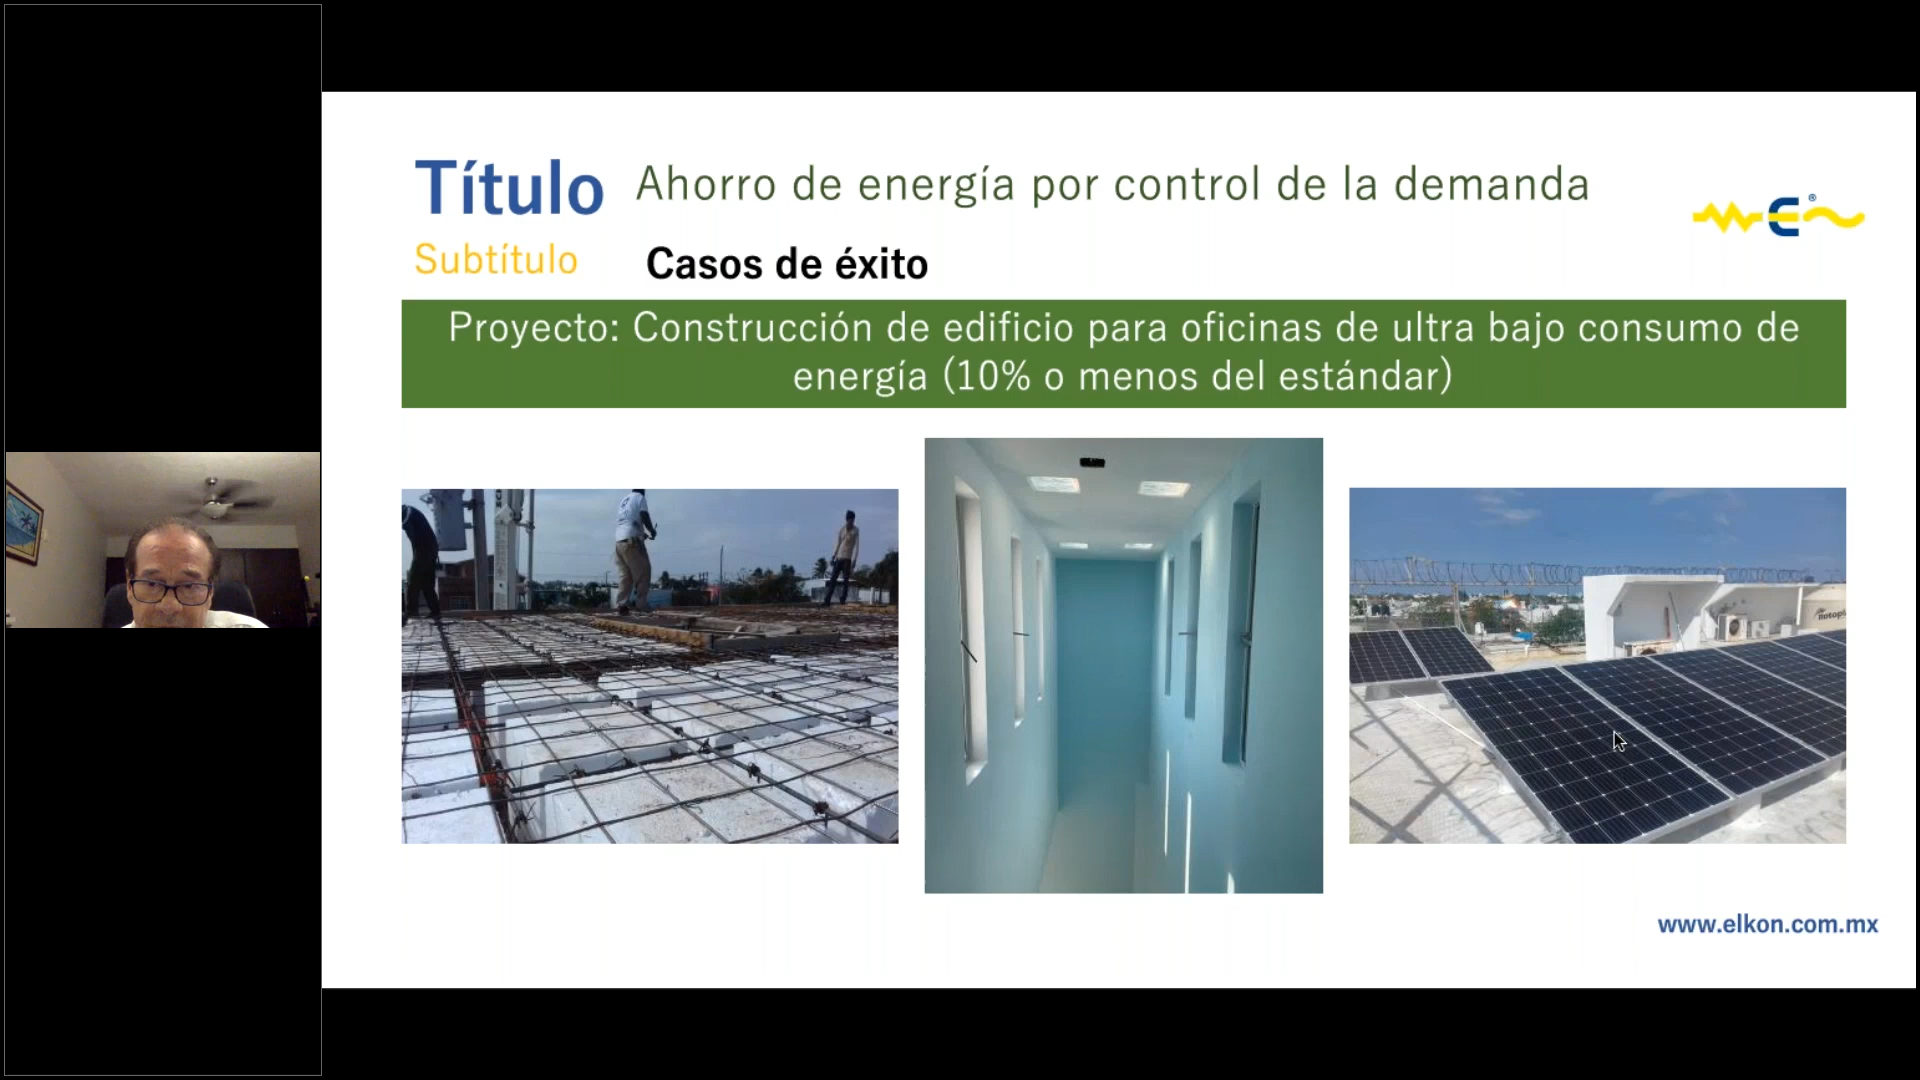 Título Ahorro de energía por control de la demanda
Subtítulo Casos de éxito
Proyecto: Construcción de edificio para oficinas de ultra bajo consumo de
energía (10% o menos del estándar)
www.elkon.com.mx